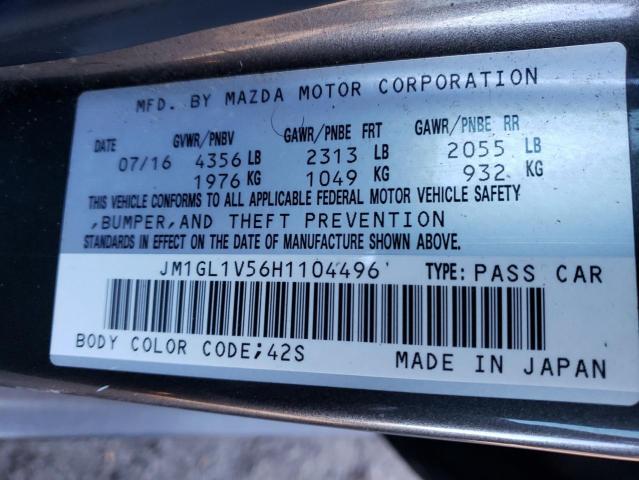 MFD. BY MAZDA MOTOR CORPORATION
DATE GVWR/PNBV GAWR/PNBE FRT GAWR/PNBE RR
07/16 4356 LB 2313 LB 2055 LB
1976 KG 1049 KG 932 KG
THIS VEHICLE CONFORMS TO ALL APPLICABLE FEDERAL MOTOR VEHICLE SAFETY
,BUMPER,AND THEFT PREVENTION
STANDARDS IN EFFECT ON THE DATE OF MANUFACTURE SHOWN ABOVE.
JM1GL1V56H1104496 TYPE: PASS CAR
BODY COLOR CODE;42S MADE IN JAPAN